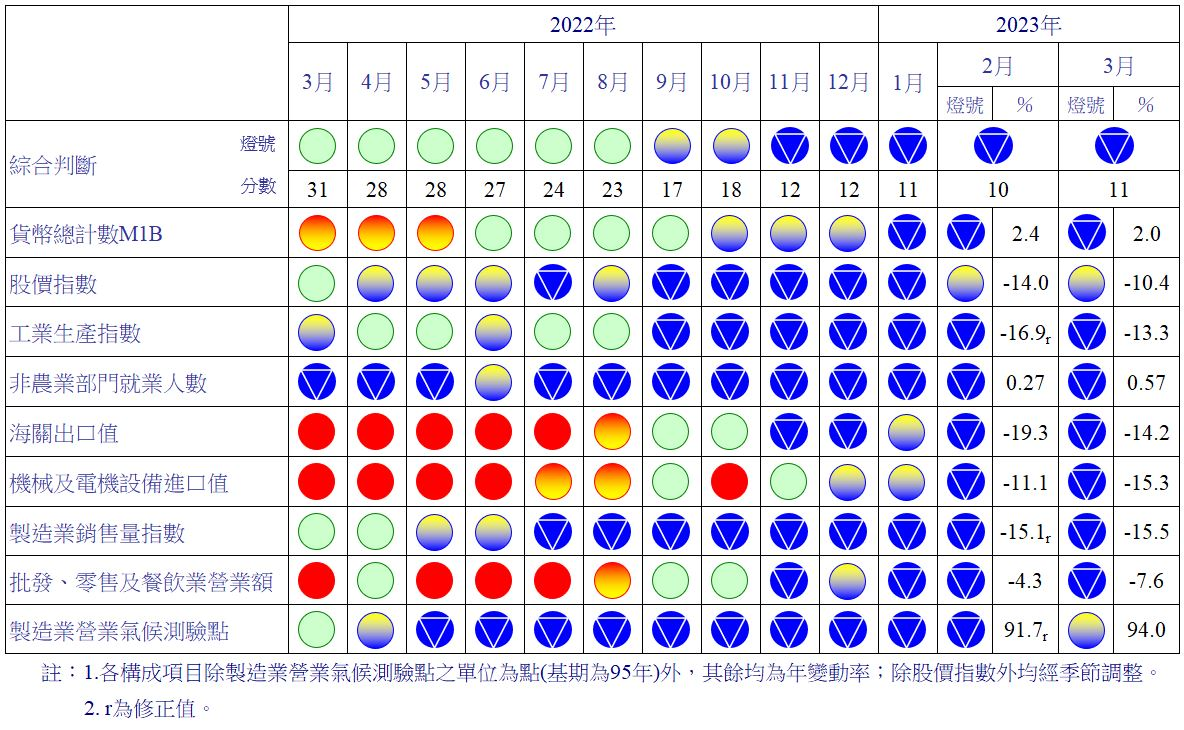 2022年 2023年
3月 4月 5月 6月 7月 8月 9月 10月 11月 12月 1月 2月 3月
燈號 % 燈號 %
綜合判斷 燈號
分數 31 28 28 27 24 23 17 18 12 12 11 10 11
貨幣總計數M1B 2.4 2.0
股價指數 -14.0 -10.4
工業生產指數 -16.9r -13.3
非農業部門就業人數 0.27 0.57
海關出口值 -19.3 -14.2
機械及電機設備進口值 -11.1 -15.3
製造業銷售量指數 -15.1r -15.5
批發、零售及餐飲業營業額 -4.3 -7.6
製造業營業氣候測驗點 91.7r 94.0
註：1.各構成項目除製造業營業氣候測驗點之單位為點(基期為95年)外，其餘均為年變動率；除股價指數外均經季節調整。
2. r為修正值。